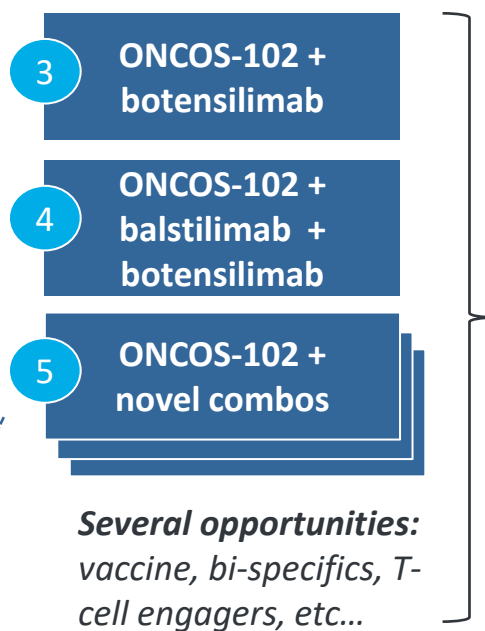 3
ONCOS-102 +
botensilimab
4
ONCOS-102 +
balstilimab +
botensilimab
5
ONCOS-102 +
novel combos
Several opportunities:
vaccine, bi-specifics, T-
cell engagers, etc…